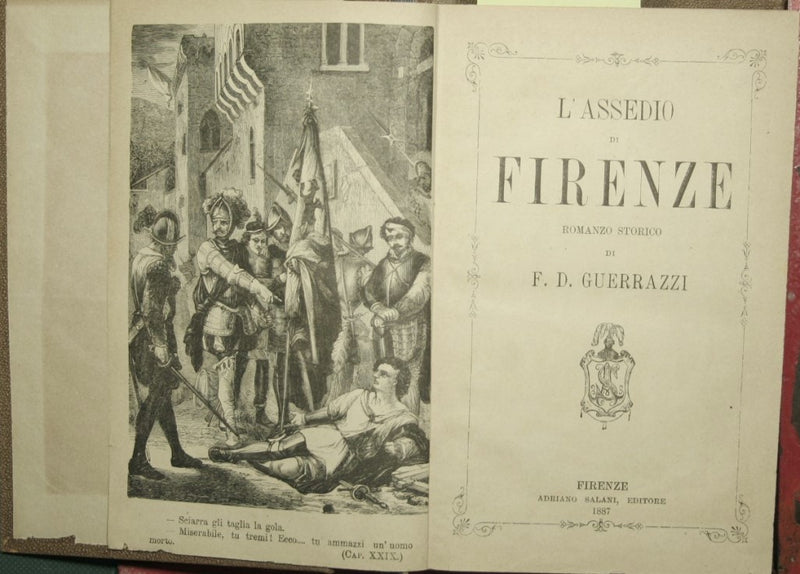 — Sciarra gli taglia la gola.
Miserabile, tu tremi! Ecco... tu ammazzi un' uomo
morto.
(CAP. XXIX.)
L'ASSEDIO
DI
FIRENZE
ROMANZO STORICO
DI
F. D. GUERRAZZI
FIRENZE
ADRIANO SALANI, EDITORE
1887